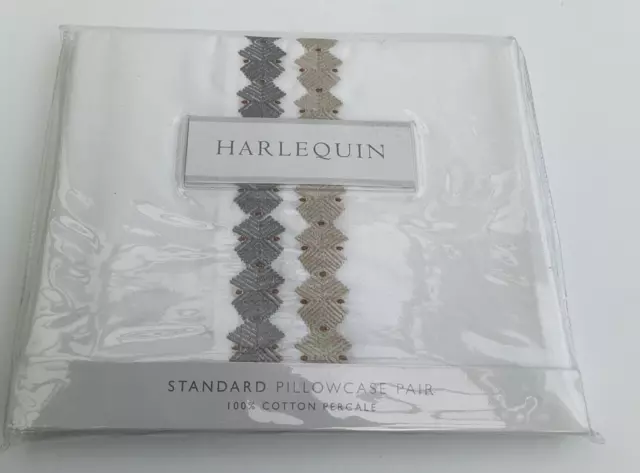 HARLEQUIN
STANDARD PILLOWCASE PAIR
100% COTTON PERCALE